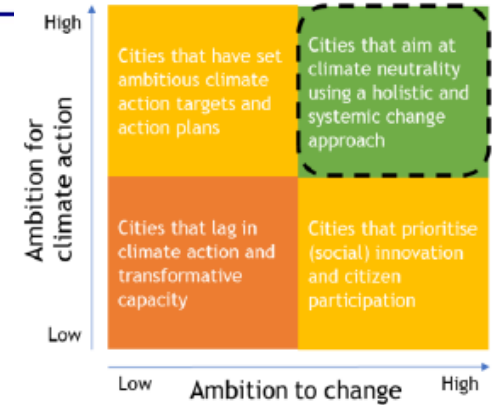 High
Ambition for
climate action
Low
Cities that have set
ambitious climate
action targets and
action plans
Cities that aim at
climate neutrality
using a holistic and
systemic change
approach
Cities that lag in
climate action and
transformative
capacity
Cities that prioritise
(social) innovation
and citizen
participation
Low
Ambition to change
High